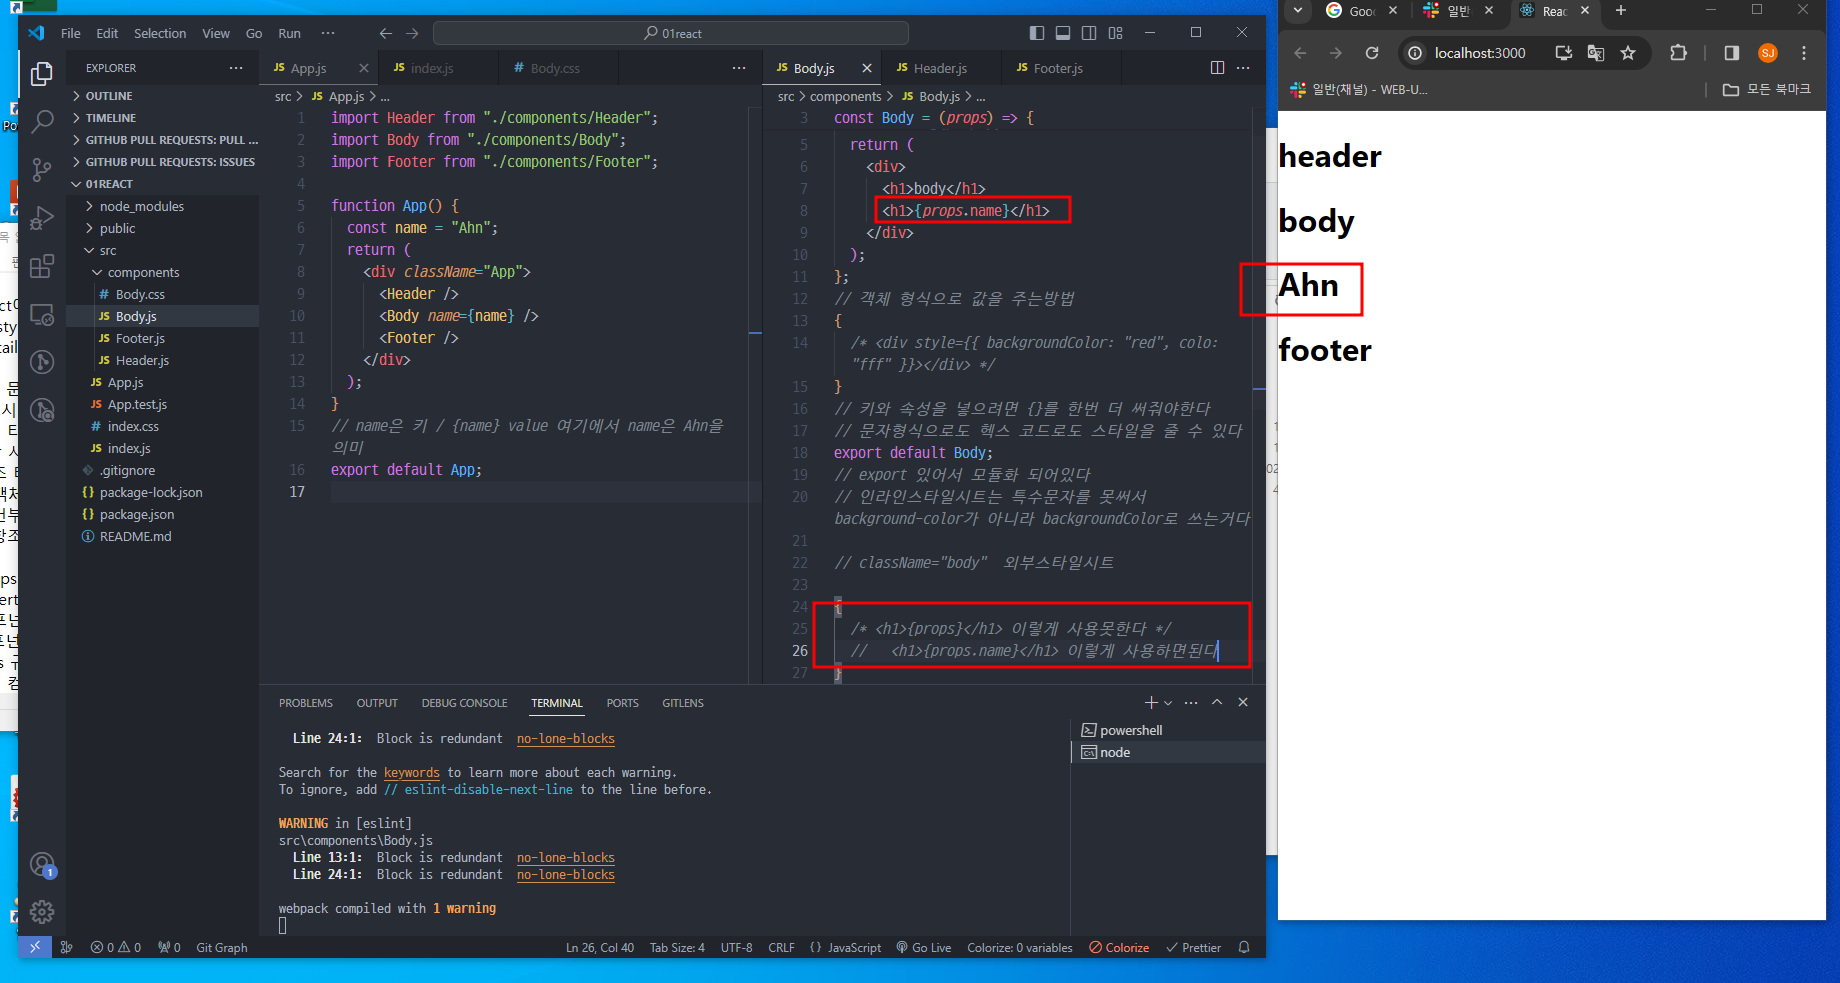 File Edit Selection View Go Run ··· 01react
EXPLORER ···
OUTLINE
TIMELINE
GITHUB PULL REQUESTS: PULL ...
GITHUB PULL REQUESTS: ISSUES
01REACT
node_modules
public
src
components
# Body.css
JS Body.js
JS Footer.js
JS Header.js
JS App.js
JS App.test.js
# index.css
JS index.js
.gitignore
{} package-lock.json
{} package.json
README.md
JS App.js JS index.js # Body.css ···
src > JS App.js > ...
1 import Header from "./components/Header";
2 import Body from "./components/Body";
3 import Footer from "./components/Footer";
4
5 function App() {
6 const name = "Ahn";
7 return (
8 <div className="App">
9 <Header />
10 <Body name={name} />
11 <Footer />
12 </div>
13 );
14 }
15 // name은 키 / {name} value 여기에서 name은 Ahn을
의미
16 export default App;
17
JS Body.js JS Header.js JS Footer.js ···
src > components > JS Body.js > ...
3 const Body = (props) => {
5 return (
6 <div>
7 <h1>body</h1>
8 <h1>{props.name}</h1>
9 </div>
10 );
11 };
12 // 객체 형식으로 값을 주는방법
13 {
14 /* <div style={{ backgroundColor: "red", colo:
"fff" }}></div> */
15 }
16 // 키와 속성을 넣으려면 {}를 한번 더 써줘야한다
17 // 문자형식으로도 헥스 코드로도 스타일을 줄 수 있다
18 export default Body;
19 // export 있어서 모듈화 되어있다
20 // 인라인스타일시트는 특수문자를 못써서
background-color가 아니라 backgroundColor로 쓰는거다
21
22 // className="body" 외부스타일시트
23
24 {
25 /* <h1>{props}</h1> 이렇게 사용못한다 */
26 // <h1>{props.name}</h1> 이렇게 사용하면된다
27 }
PROBLEMS OUTPUT DEBUG CONSOLE TERMINAL PORTS GITLENS
Line 24:1: Block is redundant no-lone-blocks
Search for the keywords to learn more about each warning.
To ignore, add // eslint-disable-next-line to the line before.
WARNING in [eslint]
src\components\Body.js
Line 13:1: Block is redundant no-lone-blocks
Line 24:1: Block is redundant no-lone-blocks
webpack compiled with 1 warning
powershell
node
1
0 0 0 Git Graph Ln 26, Col 40 Tab Size: 4 UTF-8 CRLF {} JavaScript Go Live Colorize: 0 variables Colorize Prettier
Goo 일반 Reac
localhost:3000 SJ
일반(채널) - WEB-U... 모든 북마크
header
body
Ahn
footer